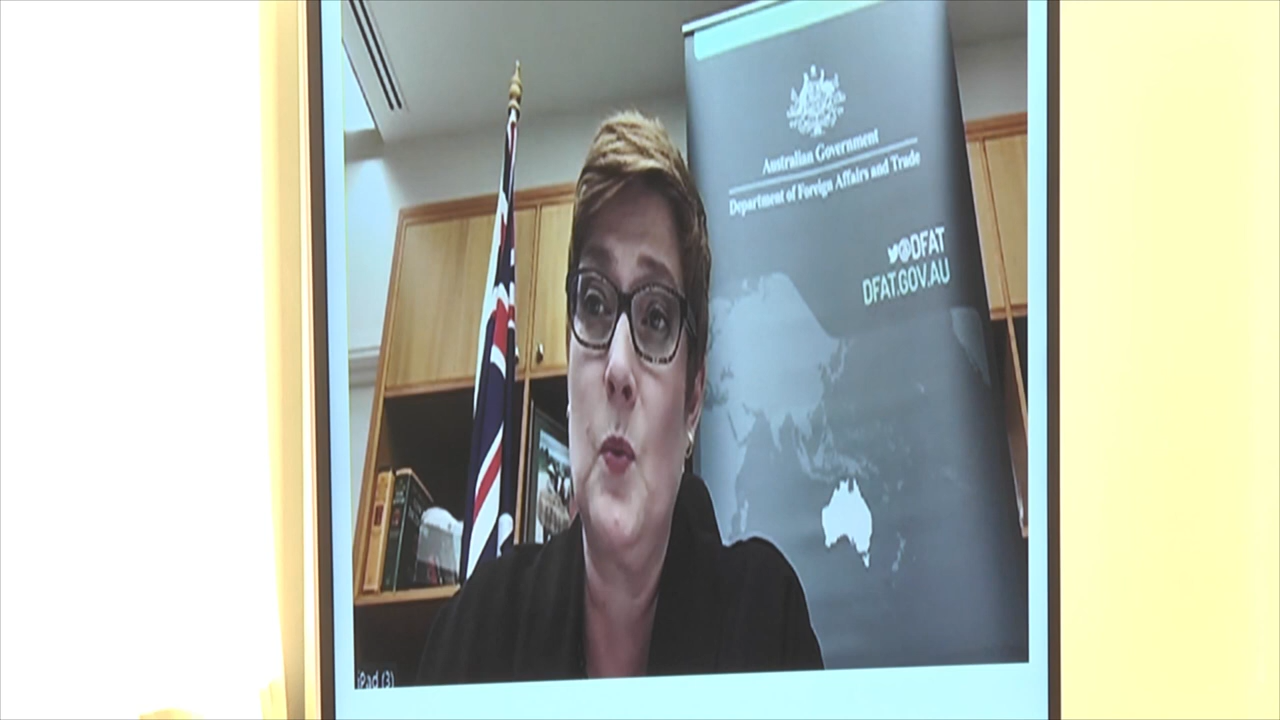 Australian Government
Department of Foreign Affairs and Trade
@DFAT
DFAT.GOV.AU
iPad (3)